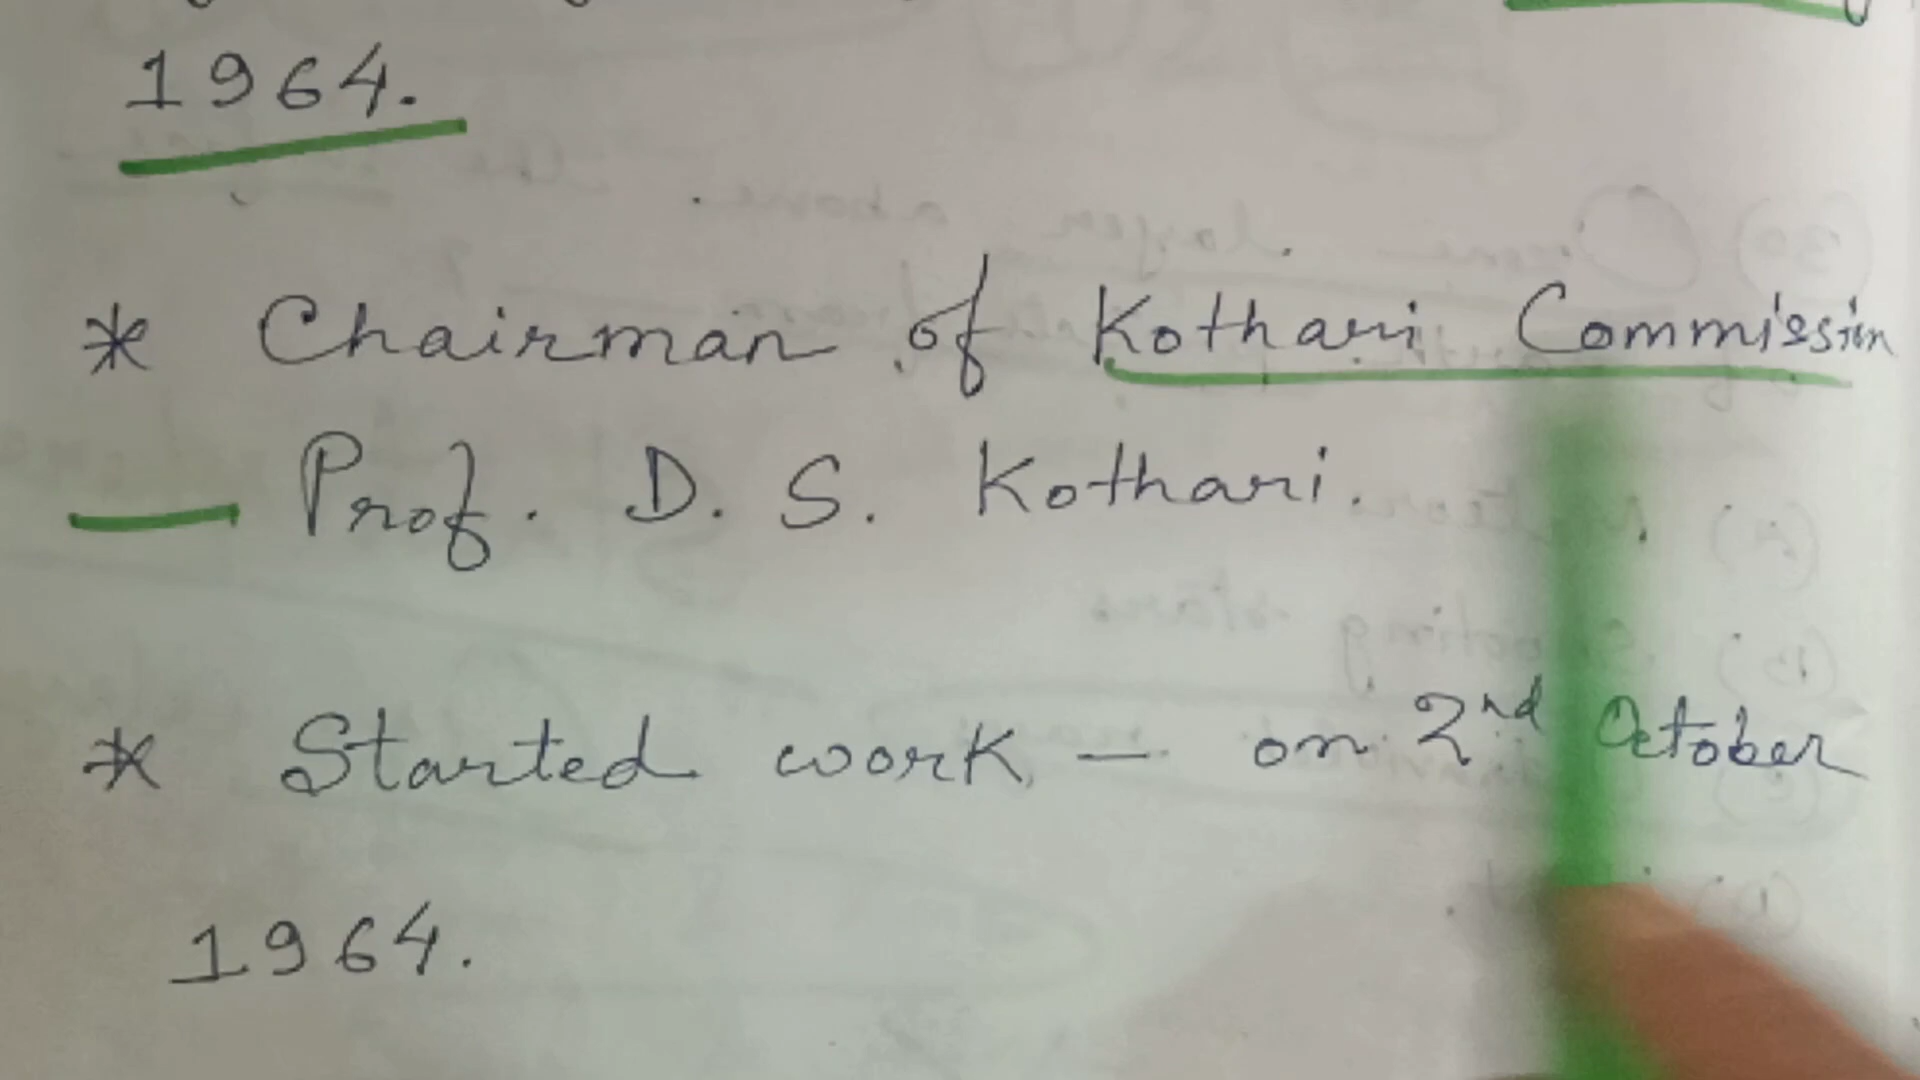 1964.
* Chairman of Kothari Commission
— Prof. D. S. Kothari.
* Started work — on 2nd October
1964.